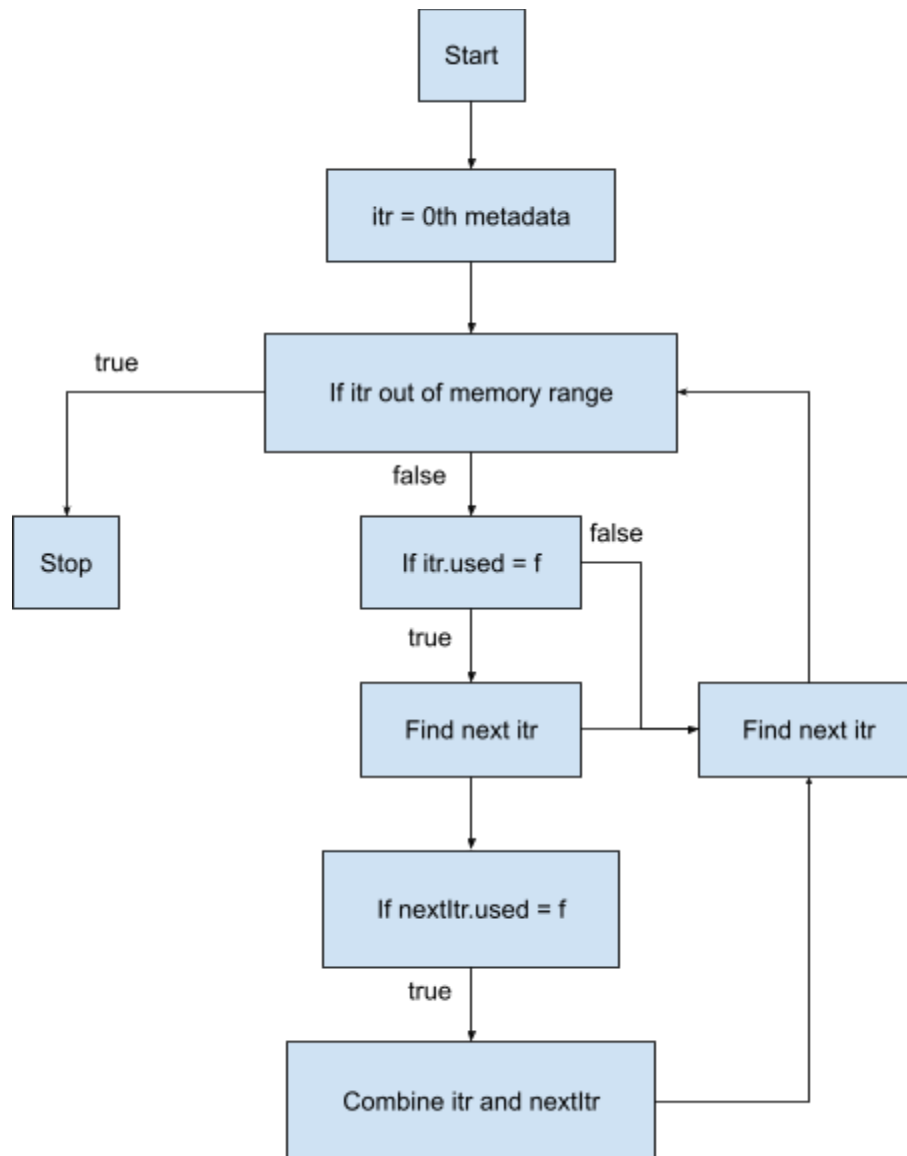 Start
itr = 0th metadata
true
If itr out of memory range
false
false
Stop
If itr.used = f
true
Find next itr
Find next itr
If nextItr.used = f
true
Combine itr and nextItr